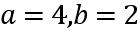 a = 4,b = 2